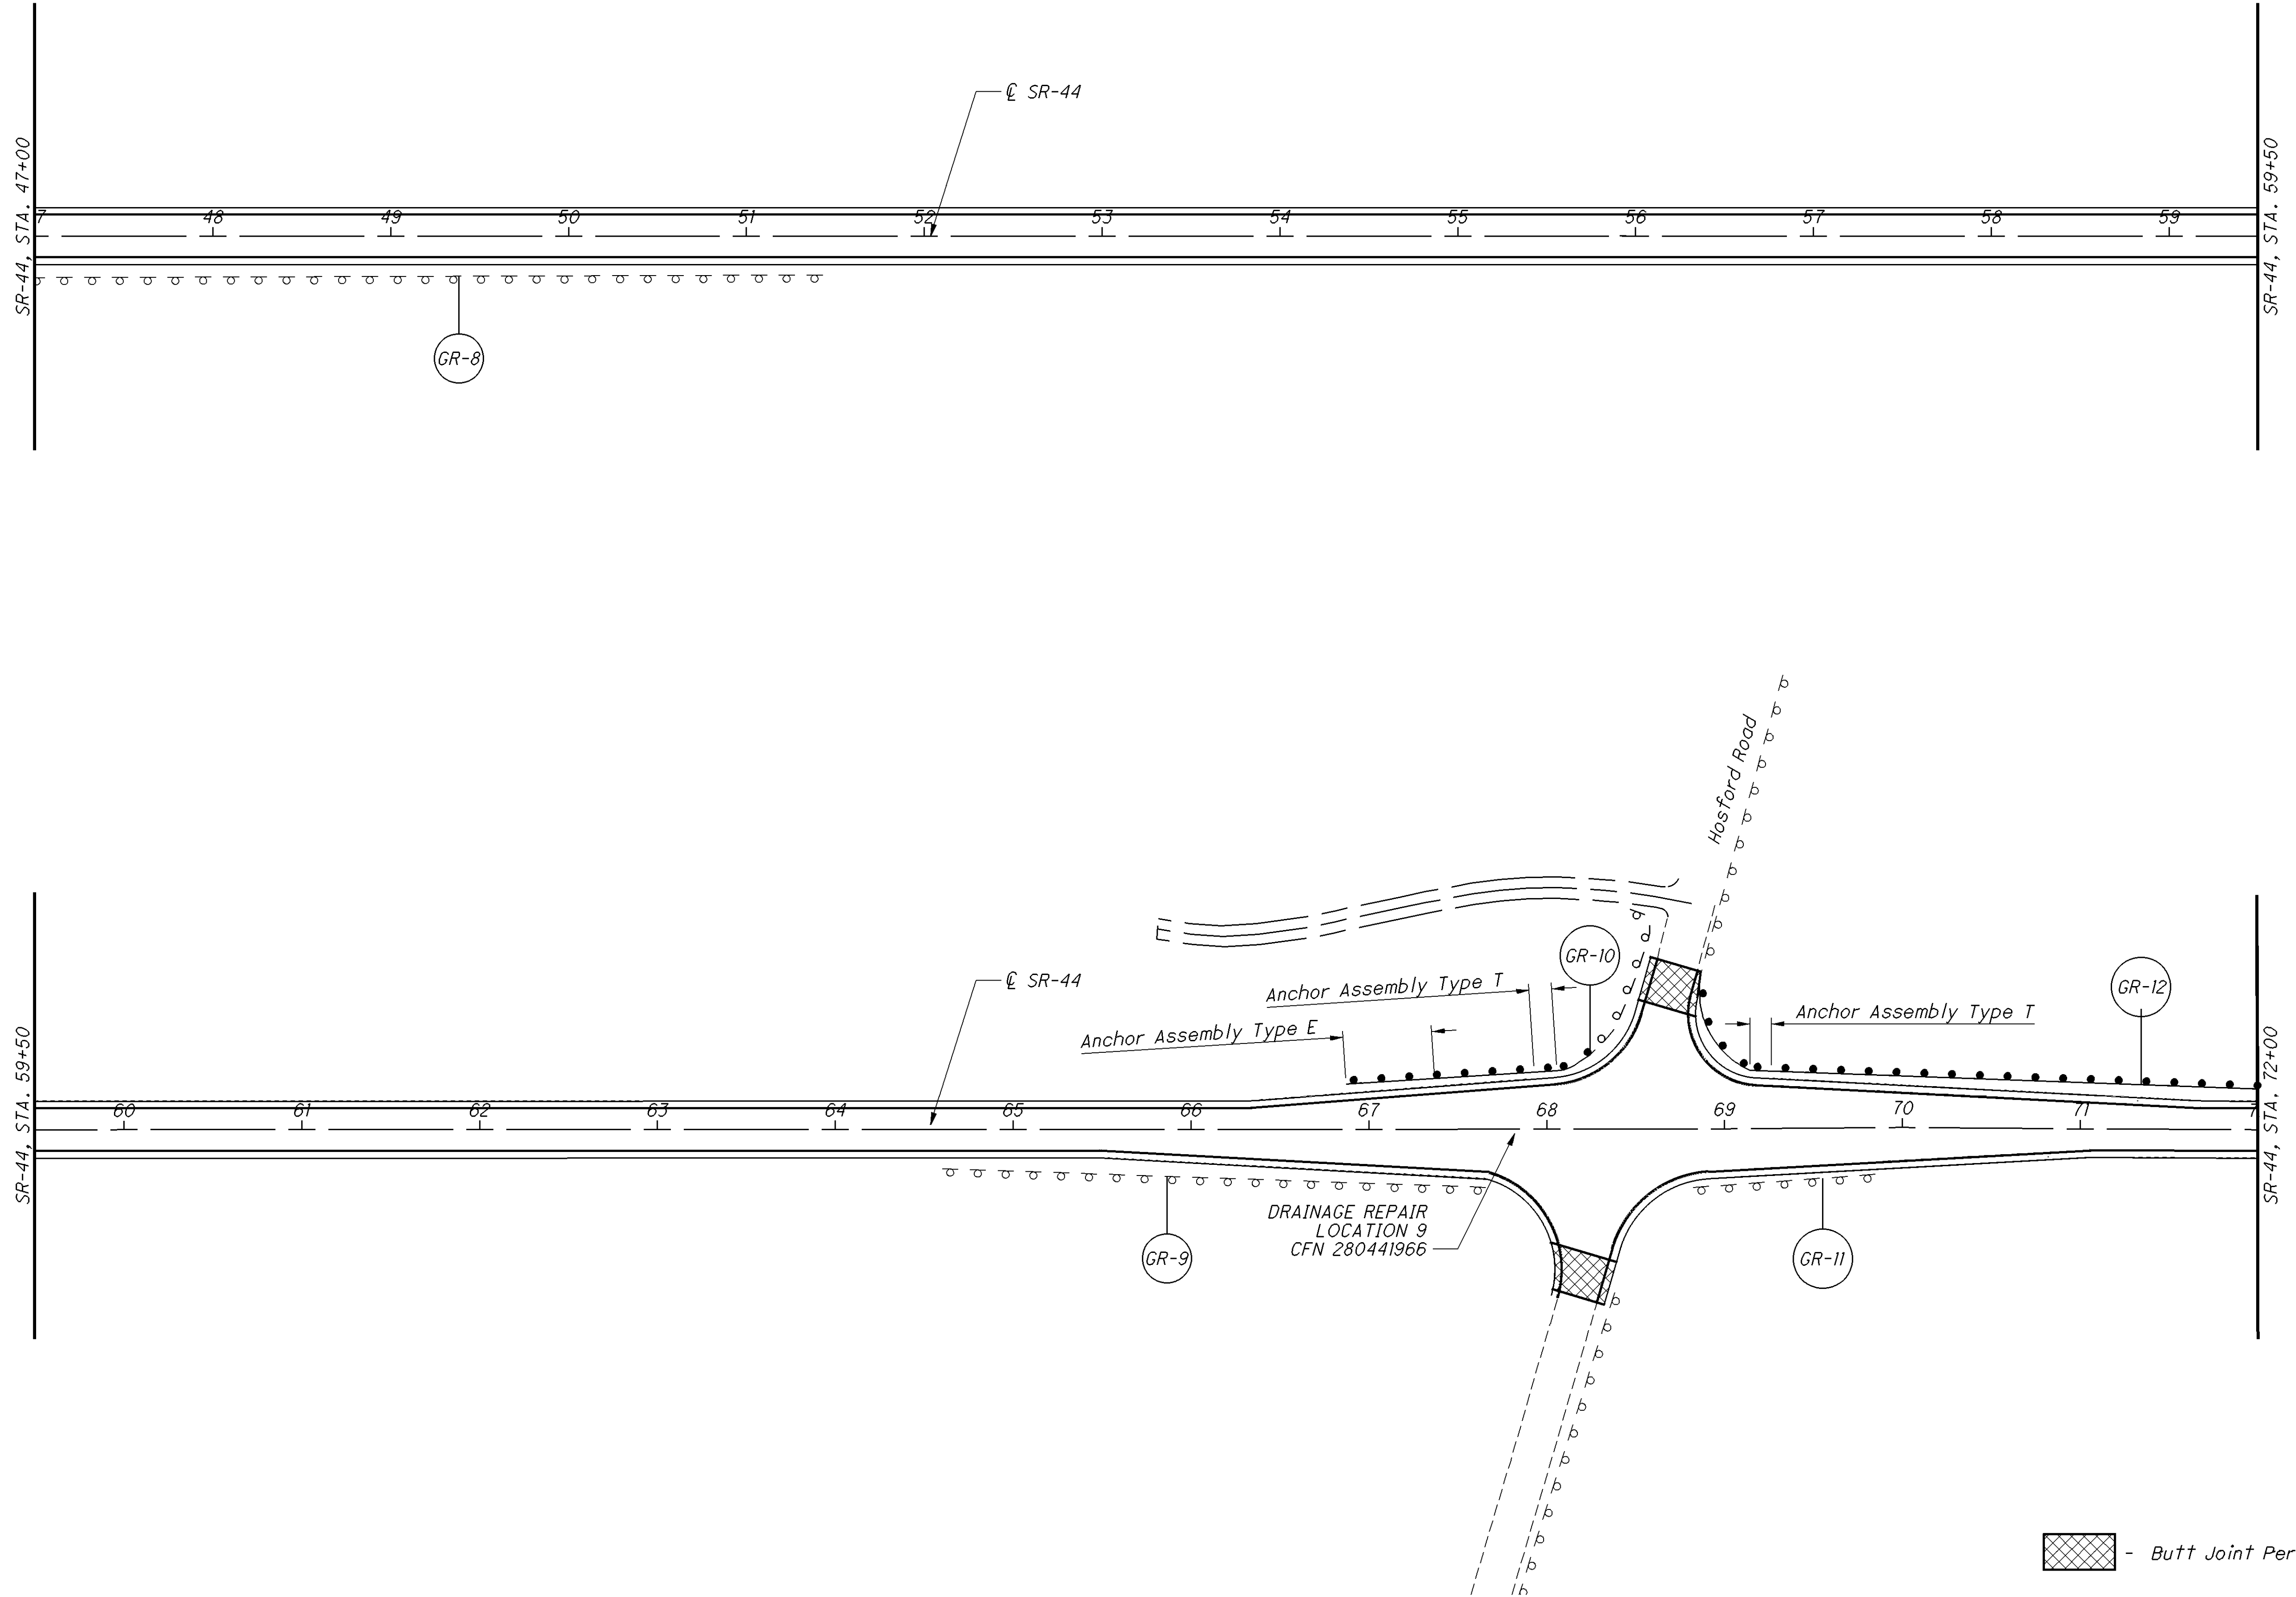 ℄ SR-44
SR-44, STA. 47+00
SR-44, STA. 59+50
7 48 49 50 51 52 53 54 55 56 57 58 59
GR-8
Hosford Road
GR-10
℄ SR-44
Anchor Assembly Type T
GR-12
Anchor Assembly Type E
Anchor Assembly Type T
SR-44, STA. 59+50
SR-44, STA. 72+00
60 61 62 63 64 65 66 67 68 69 70 71 7
DRAINAGE REPAIR
LOCATION 9
CFN 280441966
GR-9
GR-11
- Butt Joint Per